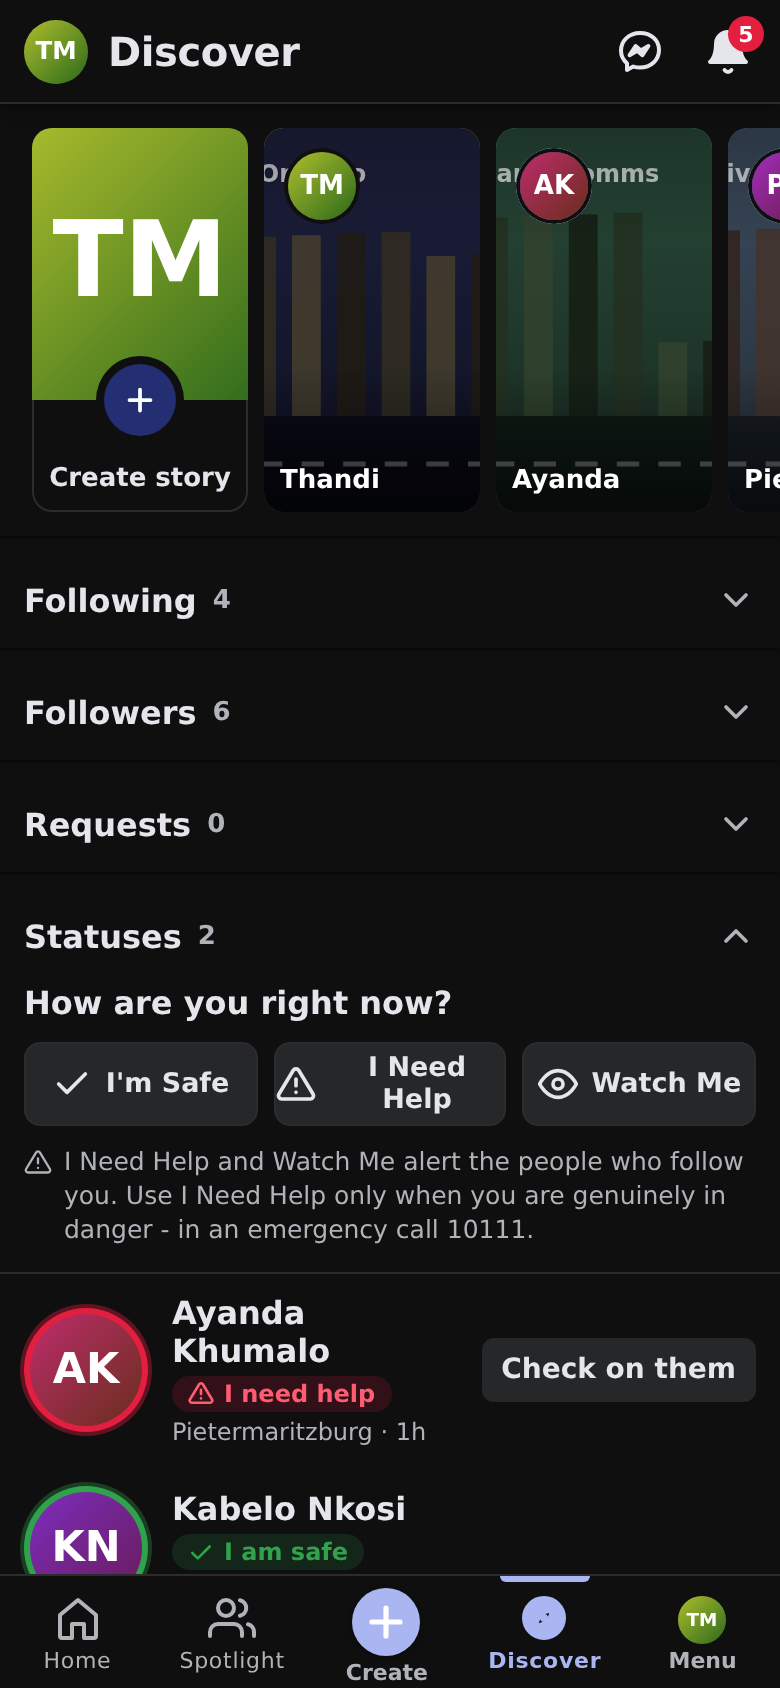 TM Discover 5
TM
TM
AK
Create story
Thandi
Ayanda
Following 4
Followers 6
Requests 0
Statuses 2
How are you right now?
I'm Safe
I Need
Help
Watch Me
I Need Help and Watch Me alert the people who follow
you. Use I Need Help only when you are genuinely in
danger - in an emergency call 10111.
AK
Ayanda
Khumalo
I need help
Pietermaritzburg · 1h
Check on them
KN
Kabelo Nkosi
I am safe
Home
Spotlight
Create
Discover
TM
Menu